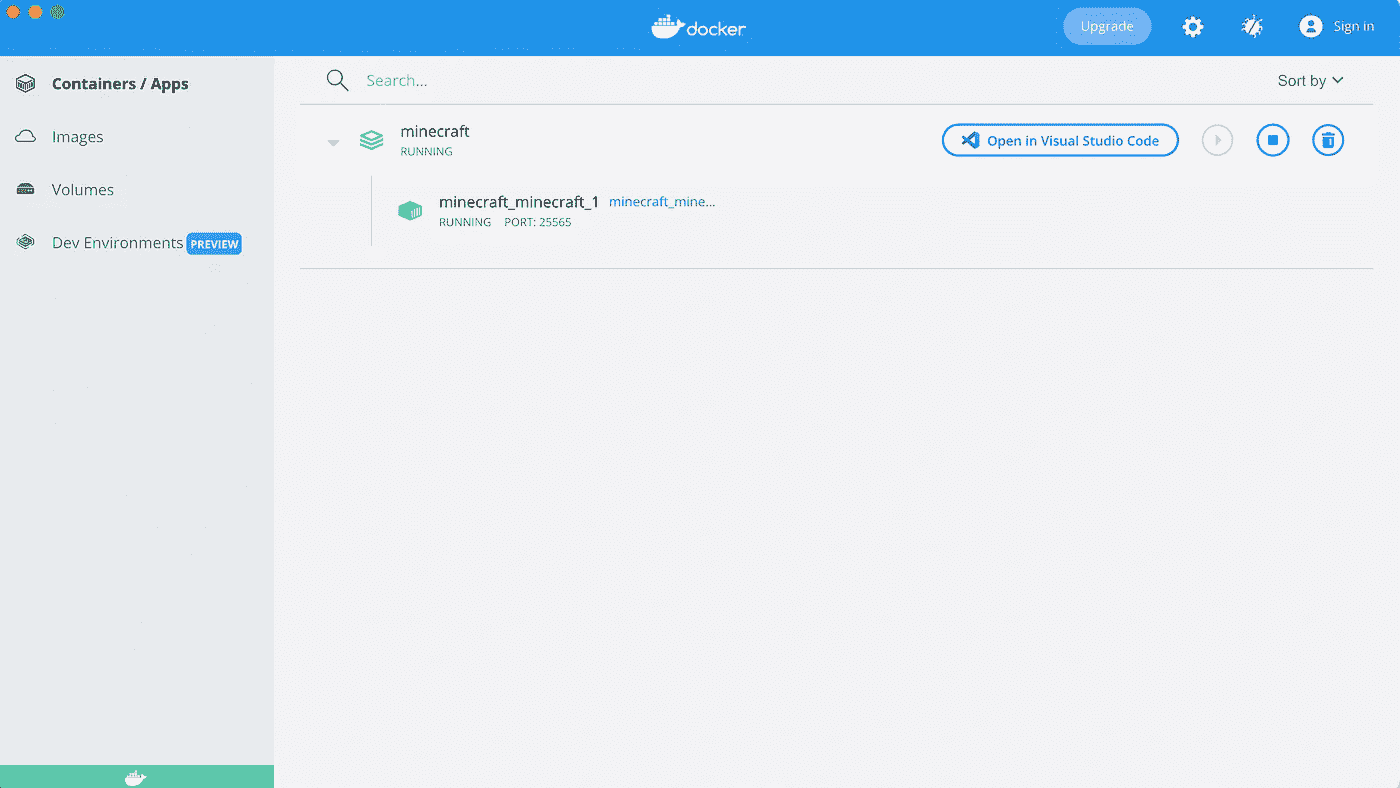 docker
Upgrade
Sign in
Containers / Apps
Images
Volumes
Dev Environments PREVIEW
Search...
Sort by
minecraft
RUNNING
Open in Visual Studio Code
minecraft_minecraft_1 minecraft_mine...
RUNNING PORT: 25565